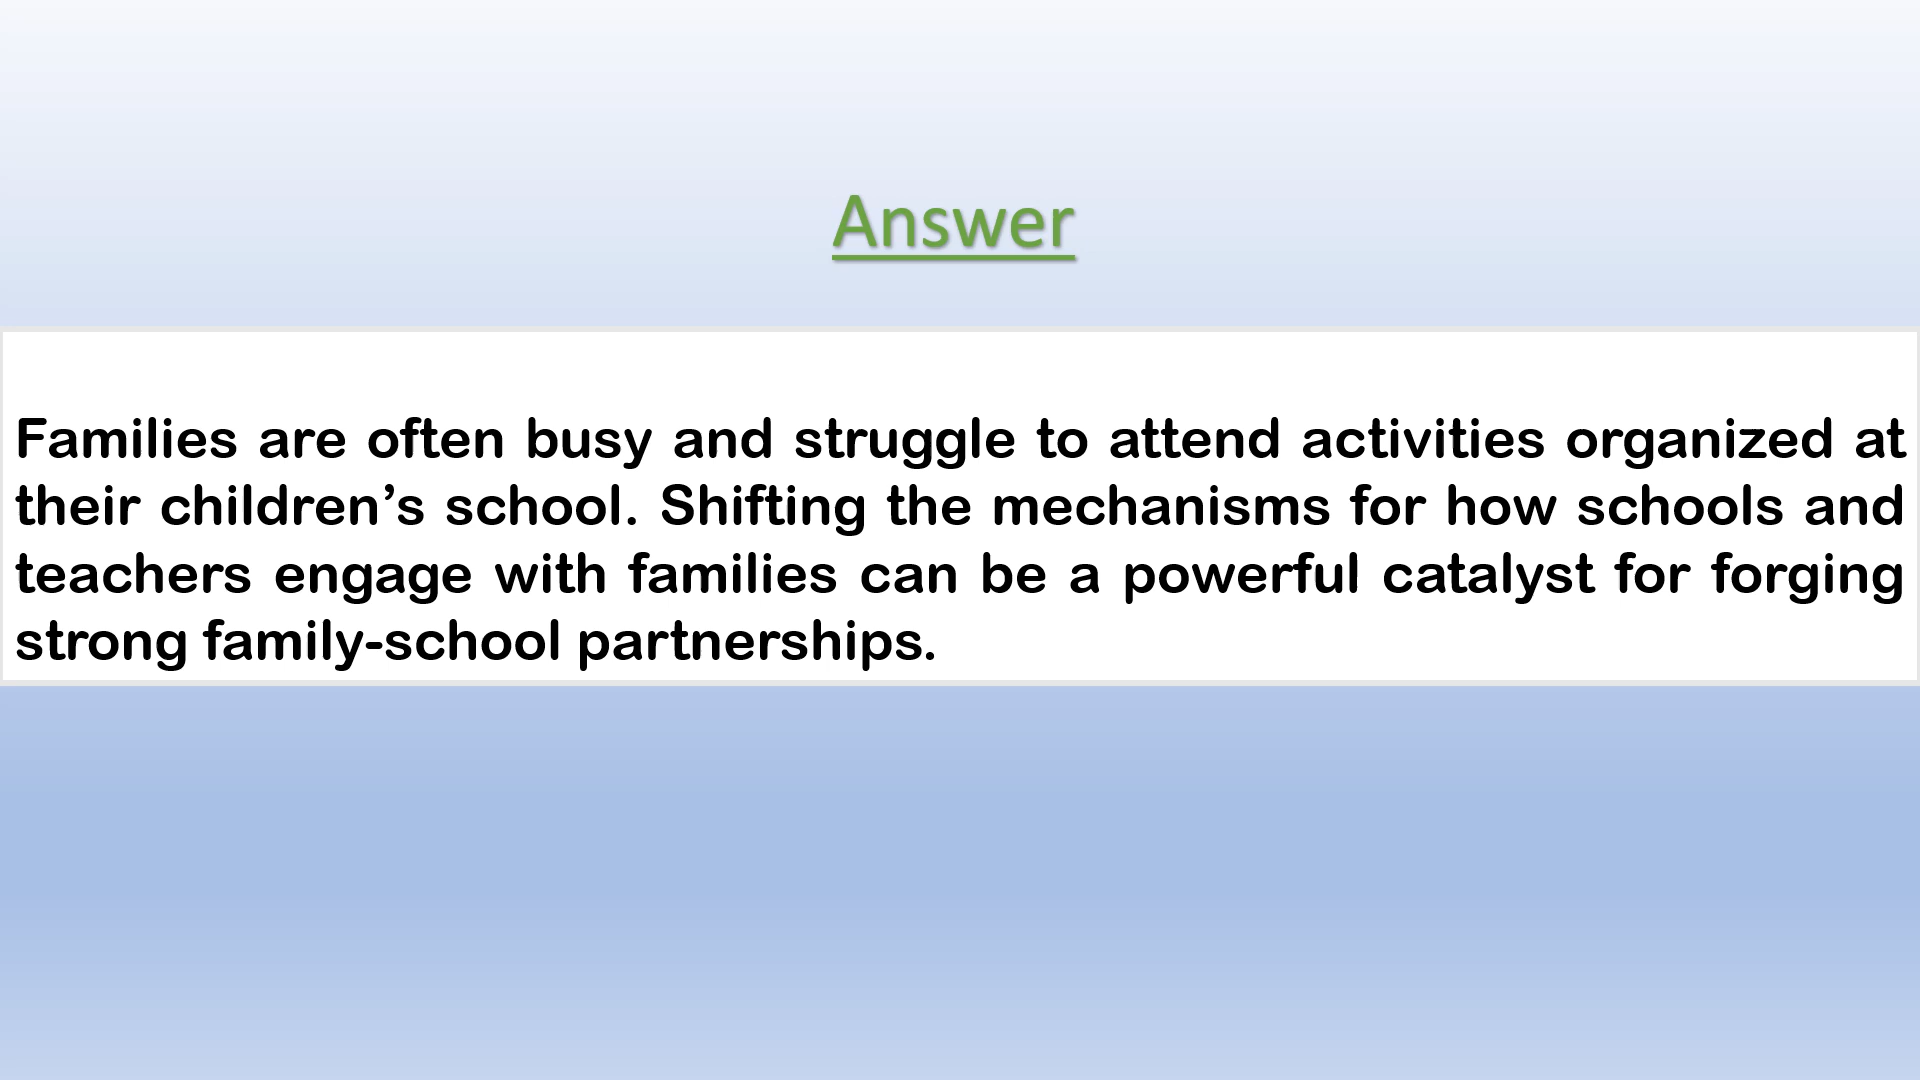 Answer
Families are often busy and struggle to attend activities organized at
their children’s school. Shifting the mechanisms for how schools and
teachers engage with families can be a powerful catalyst for forging
strong family-school partnerships.